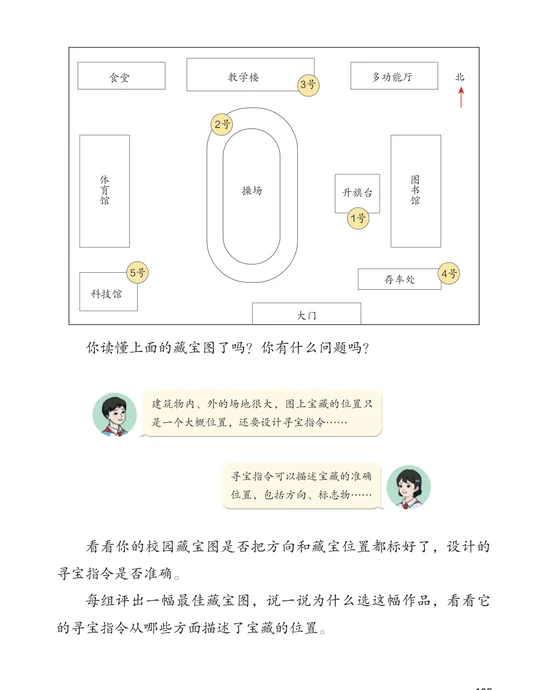 食堂
教学楼
多功能厅
北
3号
2号
体育馆
操场
升旗台
图书馆
1号
5号
4号
科技馆
存车处
大门
你读懂上面的藏宝图了吗？你有什么问题吗？
建筑物内、外的场地很大，图上宝藏的位置只
是一个大概位置，还要设计寻宝指令……
寻宝指令可以描述宝藏的准确
位置，包括方向、标志物……
看看你的校园藏宝图是否把方向和藏宝位置都标好了，设计的
寻宝指令是否准确。
每组评出一幅最佳藏宝图，说一说为什么选这幅作品，看看它
的寻宝指令从哪些方面描述了宝藏的位置。